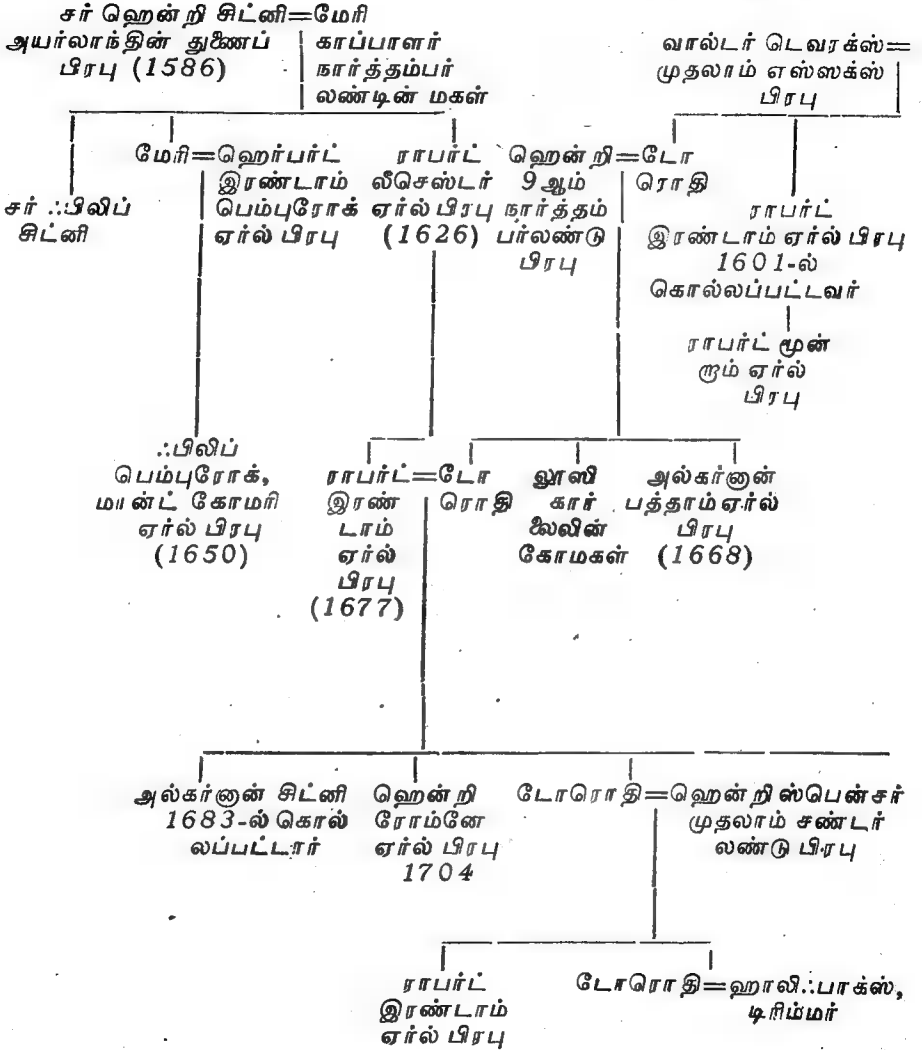 சர் ஹென்றி சிட்னி=மேரி
அயர்லாந்தின் துணைப்
பிரபு (1586)
காப்பாளர்
நார்த்தம்பர்
லண்டின் மகள்
வால்டர் டெவரக்ஸ்=
முதலாம் எஸ்ஸக்ஸ்
பிரபு
சர் ஃபிலிப்
சிட்னி
மேரி=ஹெர்பர்ட்
இரண்டாம்
பெம்புரோக்
ஏர்ல் பிரபு
ராபர்ட்
லீசெஸ்டர்
ஏர்ல் பிரபு
(1626)
ஹென்றி=டோ
ரொதி
9ஆம்
நார்த்தம்
பர்லண்டு
பிரபு
ராபர்ட்
இரண்டாம் ஏர்ல் பிரபு
1601-ல்
கொல்லப்பட்டவர்
ராபர்ட் மூன்
றாம் ஏர்ல்
பிரபு
ஃபிலிப்
பெம்புரோக்,
மான்ட் கோமரி
ஏர்ல் பிரபு
(1650)
ராபர்ட்=டோ
ரொதி
இரண்
டாம்
ஏர்ல்
பிரபு
(1677)
லூஸி
கார்
லைலின்
கோமகள்
அல்கர்னான்
பத்தாம் ஏர்ல்
பிரபு
(1668)
அல்கர்னான் சிட்னி
1683-ல் கொல்
லப்பட்டார்
ஹென்றி
ரோம்னே
ஏர்ல் பிரபு
1704
டோரொதி=ஹென்றி ஸ்பென்சர்
முதலாம் சண்டர்
லண்டு பிரபு
ராபர்ட்
இரண்டாம்
ஏர்ல் பிரபு
டோரொதி=ஹாலிஃபாக்ஸ்,
டிரிம்மர்